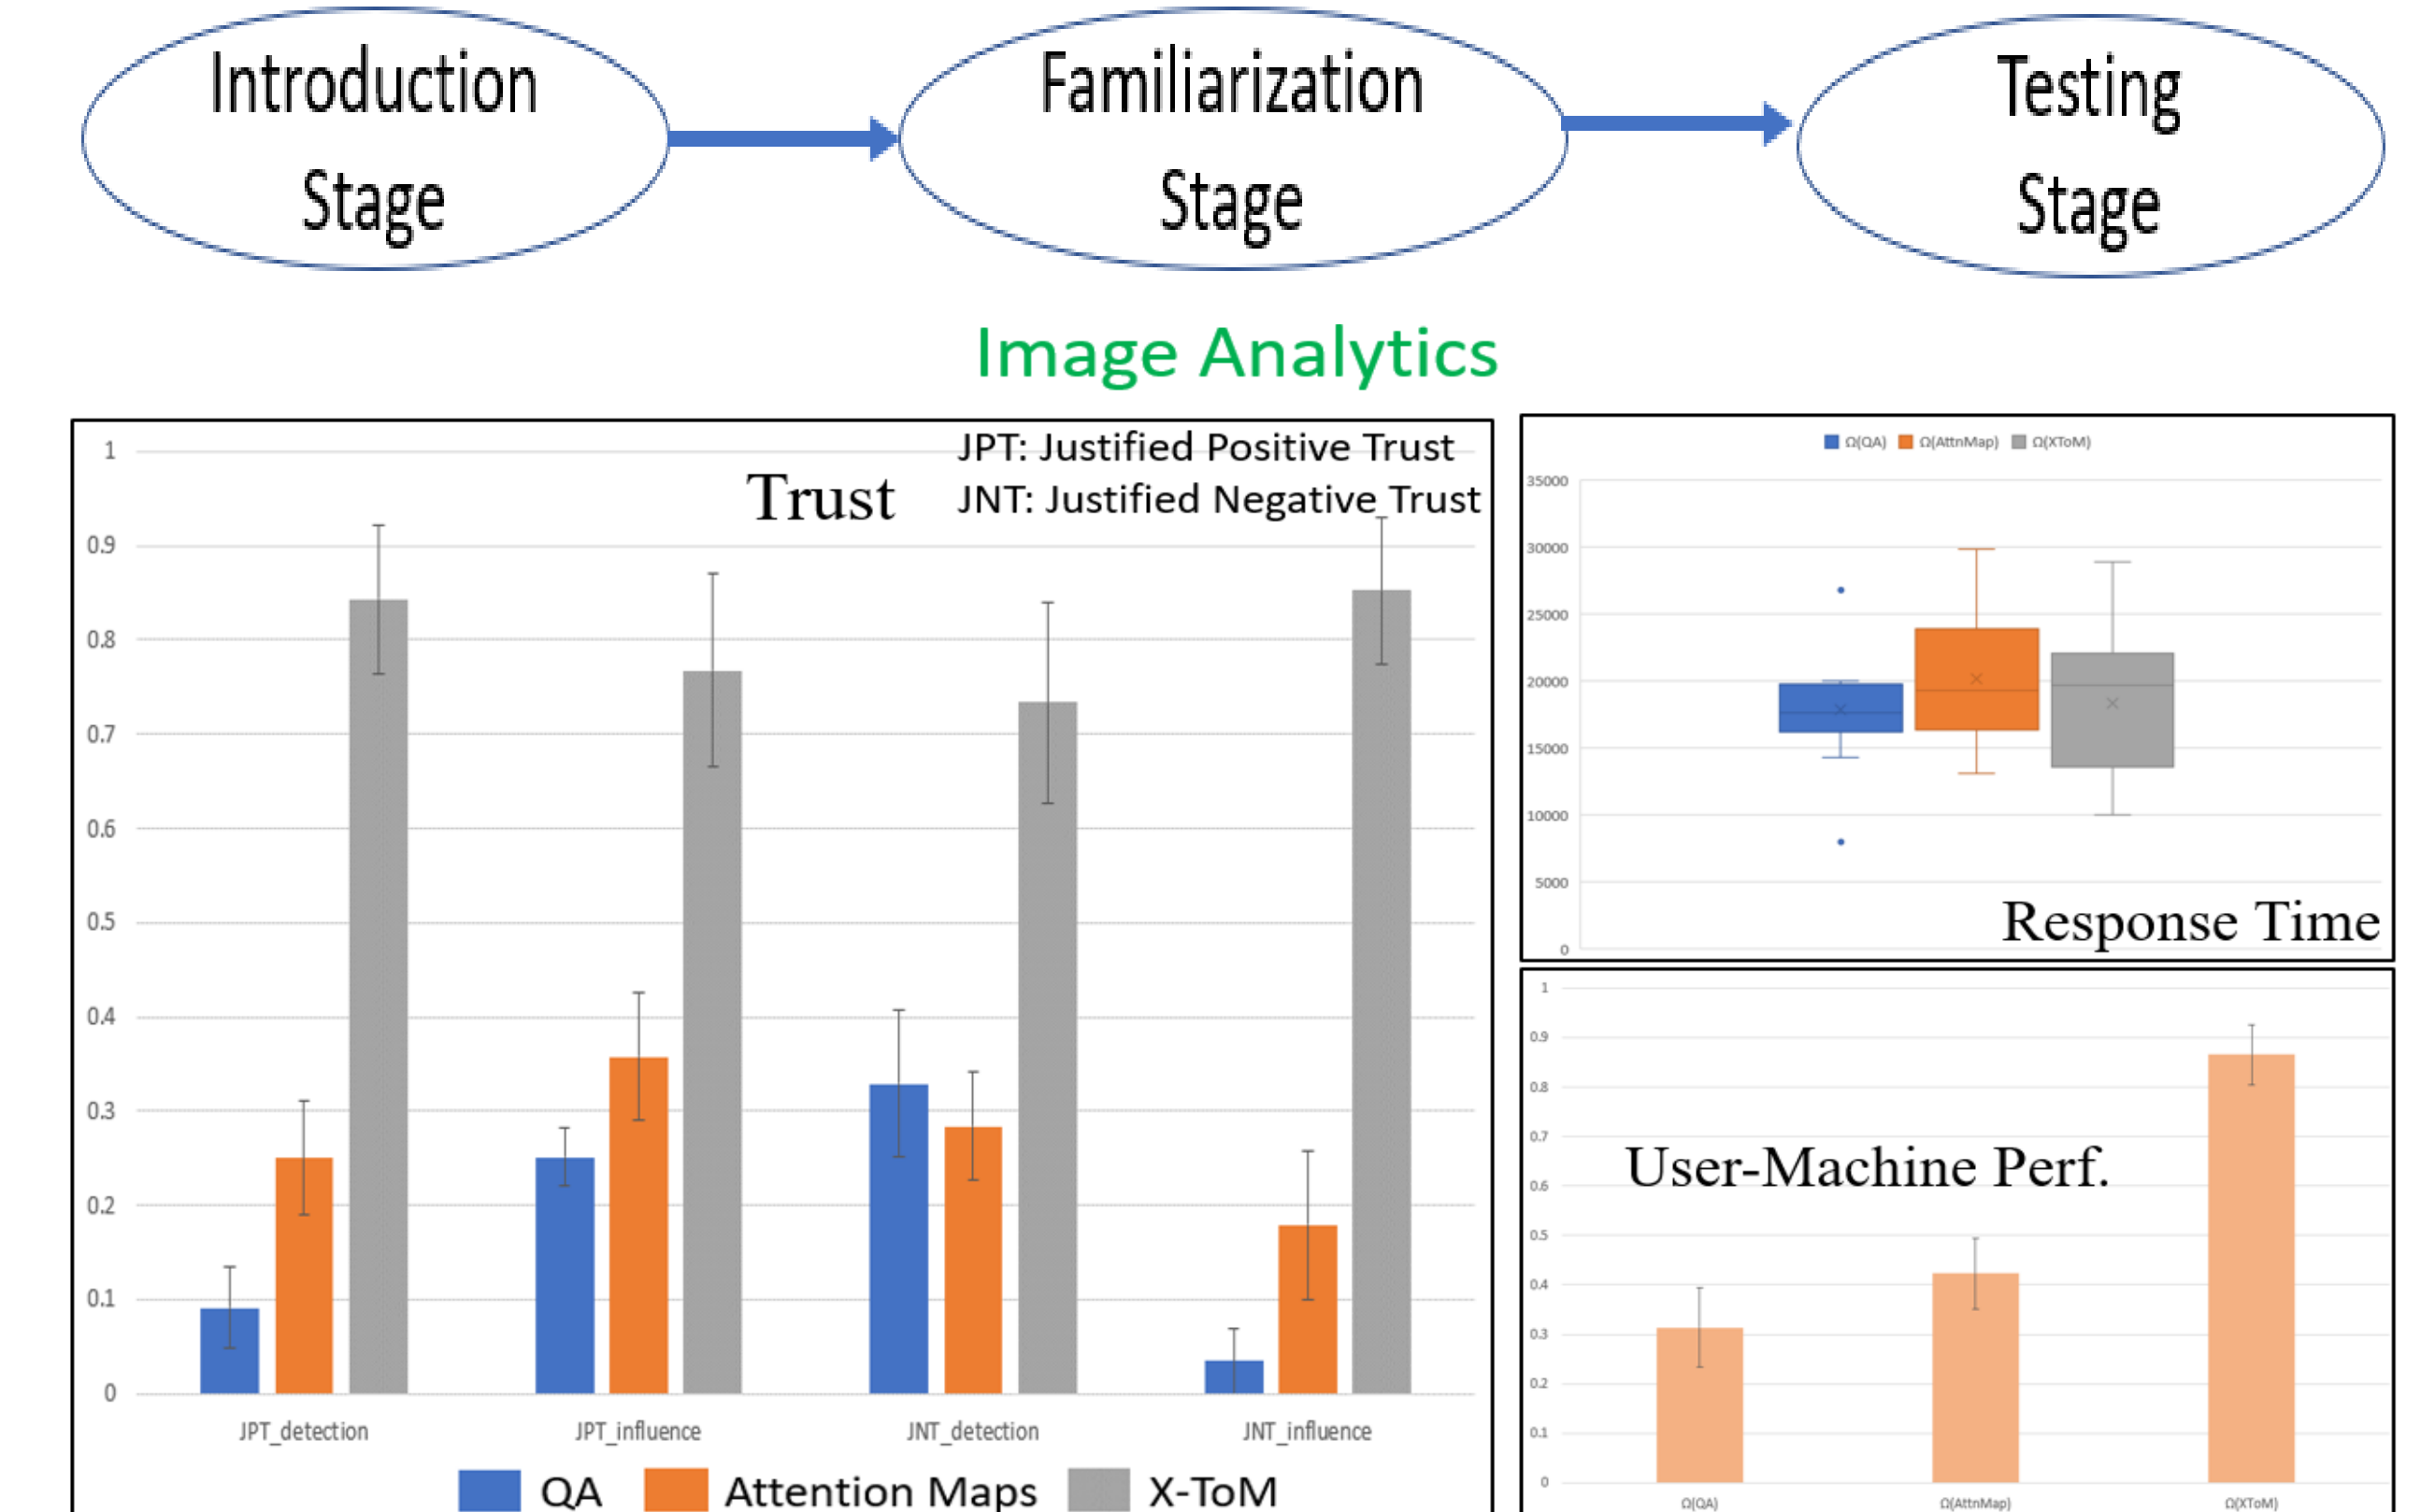 Introduction
Stage
Familiarization
Stage
Testing
Stage
Image Analytics
JPT: Justified Positive Trust
Trust
JNT: Justified Negative Trust
1
0.9
0.8
0.7
0.6
0.5
0.4
0.3
0.2
0.1
0
JPT_detection
JPT_influence
JNT_detection
JNT_influence
QA
Attention Maps
X-ToM
Ω(QA)
Ω(AttnMap)
Ω(XToM)
35000
30000
25000
20000
15000
10000
5000
0
Response Time
1
0.9
0.8
0.7
User-Machine Perf.
0.6
0.5
0.4
0.3
0.2
0.1
0
Ω(QA)
Ω(AttnMap)
Ω(XToM)